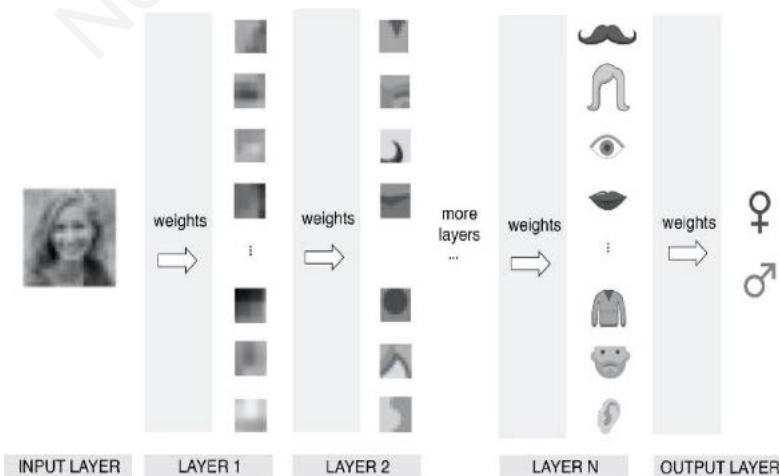 weights
weights
more
layers
...
weights
weights
INPUT LAYER
LAYER 1
LAYER 2
LAYER N
OUTPUT LAYER